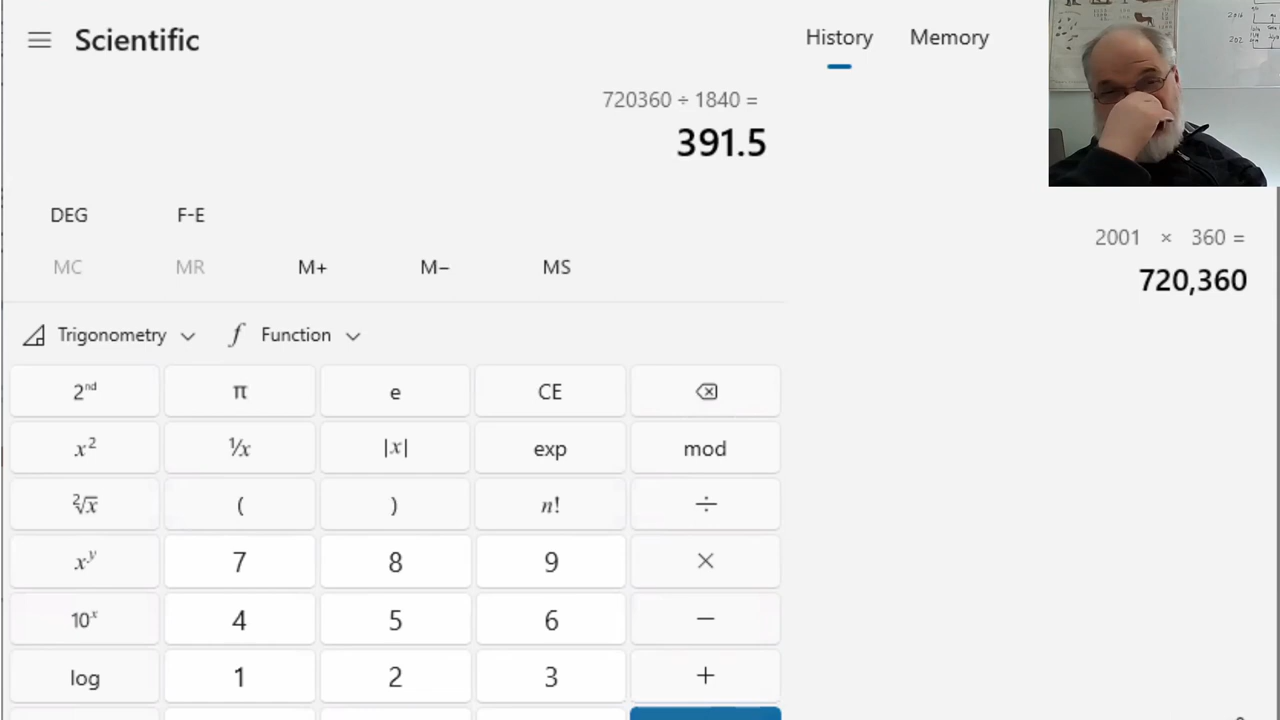 Scientific
History Memory
720360 ÷ 1840 =
391.5
2001 × 360 =
720,360
DEG F-E
MC MR M+ M− MS
Trigonometry f Function
2nd π e CE
x2 1/x |x| exp mod
2√x ( ) n! ÷
xy 7 8 9 ×
10x 4 5 6 −
log 1 2 3 +